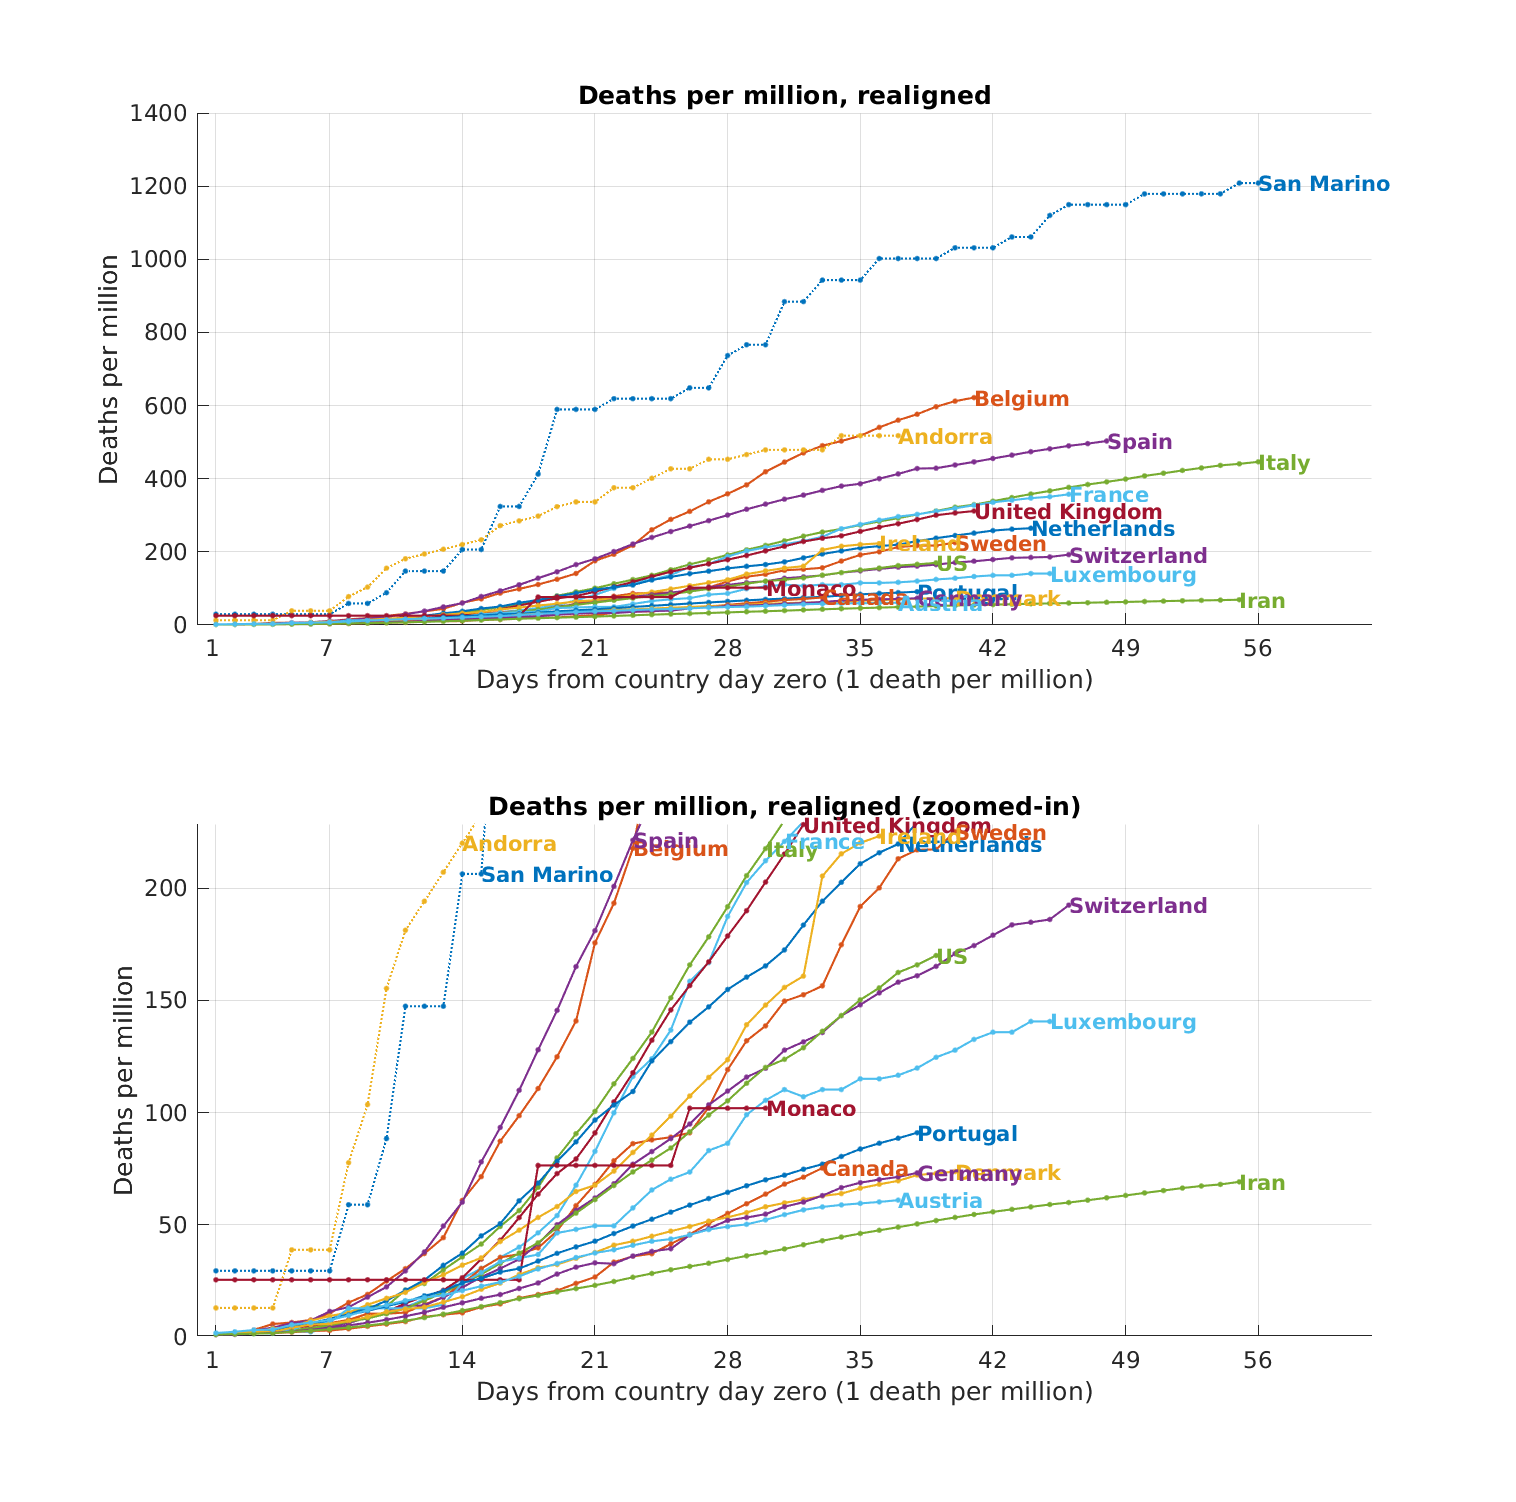 Deaths per million, realigned
1400
1200
1000
800
600
400
200
0
Deaths per million
San Marino
Belgium
Andorra
Spain
Italy
France
United Kingdom
Netherlands
Ireland
Sweden
Switzerland
US
Luxembourg
Monaco
Portugal
Canada
Germany
Denmark
Austria
Iran
1 7 14 21 28 35 42 49 56
Days from country day zero (1 death per million)
Deaths per million, realigned (zoomed-in)
200
150
100
50
0
Deaths per million
United Kingdom
Ireland
Sweden
Andorra
Spain
Belgium
France
Italy
Netherlands
San Marino
Switzerland
US
Luxembourg
Monaco
Portugal
Canada
Germany
Denmark
Iran
Austria
1 7 14 21 28 35 42 49 56
Days from country day zero (1 death per million)